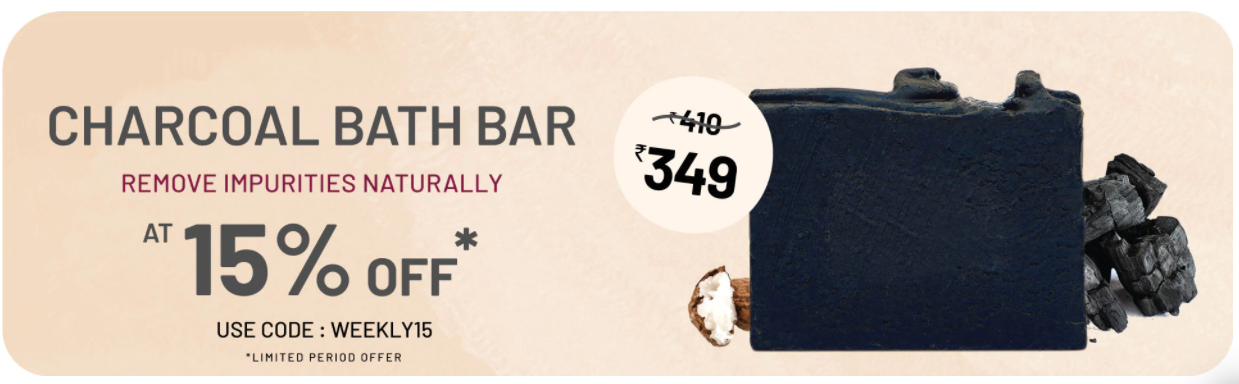 CHARCOAL BATH BAR
REMOVE IMPURITIES NATURALLY
AT 15% OFF*
USE CODE : WEEKLY15
*LIMITED PERIOD OFFER
₹410
₹349